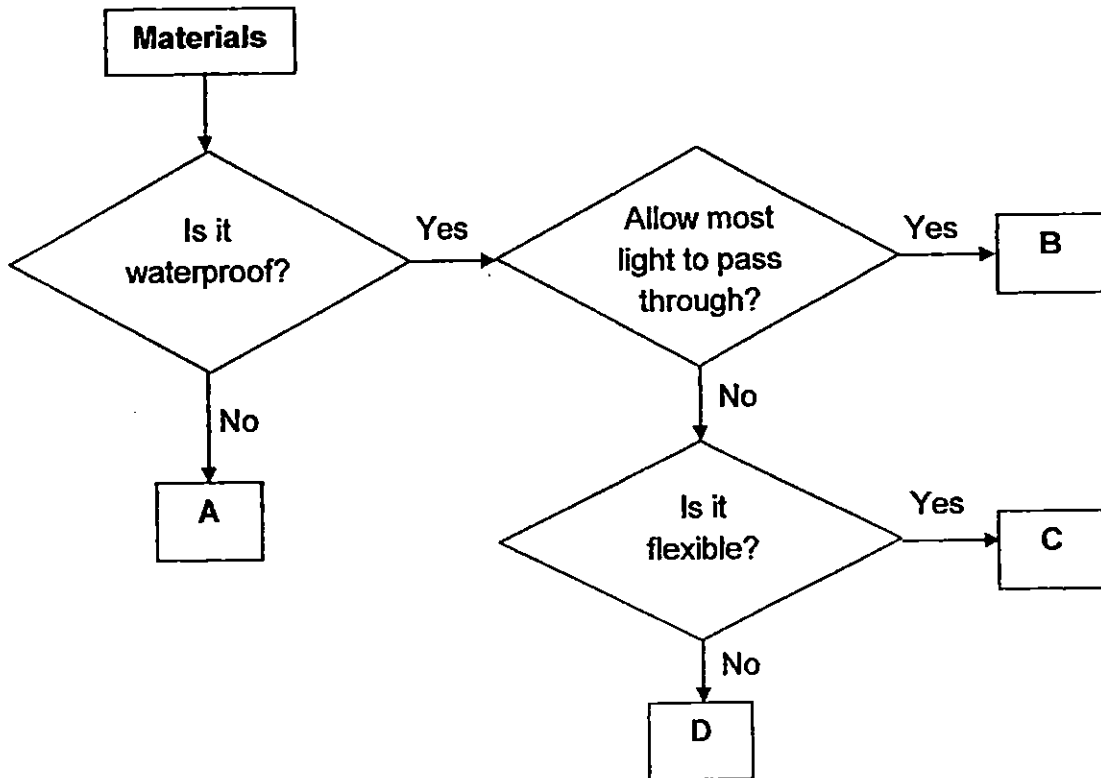 Materials
Is it
waterproof?
Yes
No
A
Allow most
light to pass
through?
Yes
B
No
Is it
flexible?
Yes
C
No
D